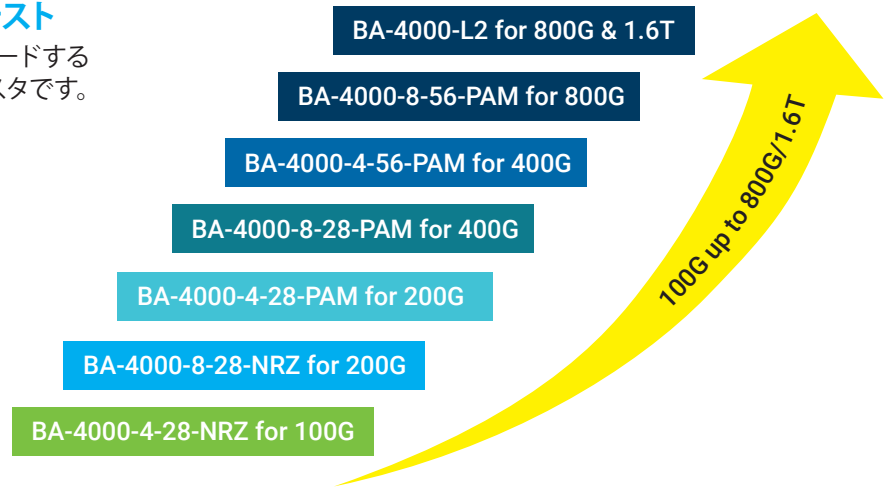 スト
ードする
スタです。
BA-4000-L2 for 800G & 1.6T
BA-4000-8-56-PAM for 800G
BA-4000-4-56-PAM for 400G
BA-4000-8-28-PAM for 400G
BA-4000-4-28-PAM for 200G
BA-4000-8-28-NRZ for 200G
BA-4000-4-28-NRZ for 100G
100G up to 800G/1.6T